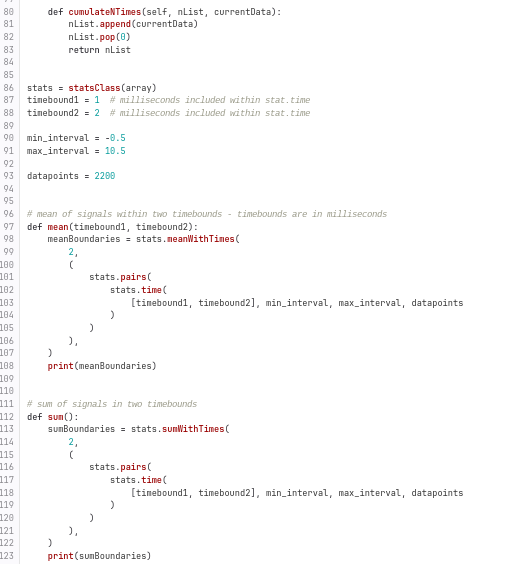 80 def cumulateNTimes(self, nList, currentData):
81 nList.append(currentData)
82 nList.pop(0)
83 return nList
84
85
86 stats = statsClass(array)
87 timebound1 = 1 # milliseconds included within stat.time
88 timebound2 = 2 # milliseconds included within stat.time
89
90 min_interval = -0.5
91 max_interval = 10.5
92
93 datapoints = 2200
94
95
96 # mean of signals within two timebounds - timebounds are in milliseconds
97 def mean(timebound1, timebound2):
98 meanBoundaries = stats.meanWithTimes(
99 2,
100 (
101 stats.pairs(
102 stats.time(
103 [timebound1, timebound2], min_interval, max_interval, datapoints
104 )
105 )
106 ),
107 )
108 print(meanBoundaries)
109
110
111 # sum of signals in two timebounds
112 def sum():
113 sumBoundaries = stats.sumWithTimes(
114 2,
115 (
116 stats.pairs(
117 stats.time(
118 [timebound1, timebound2], min_interval, max_interval, datapoints
119 )
120 )
121 ),
122 )
123 print(sumBoundaries)